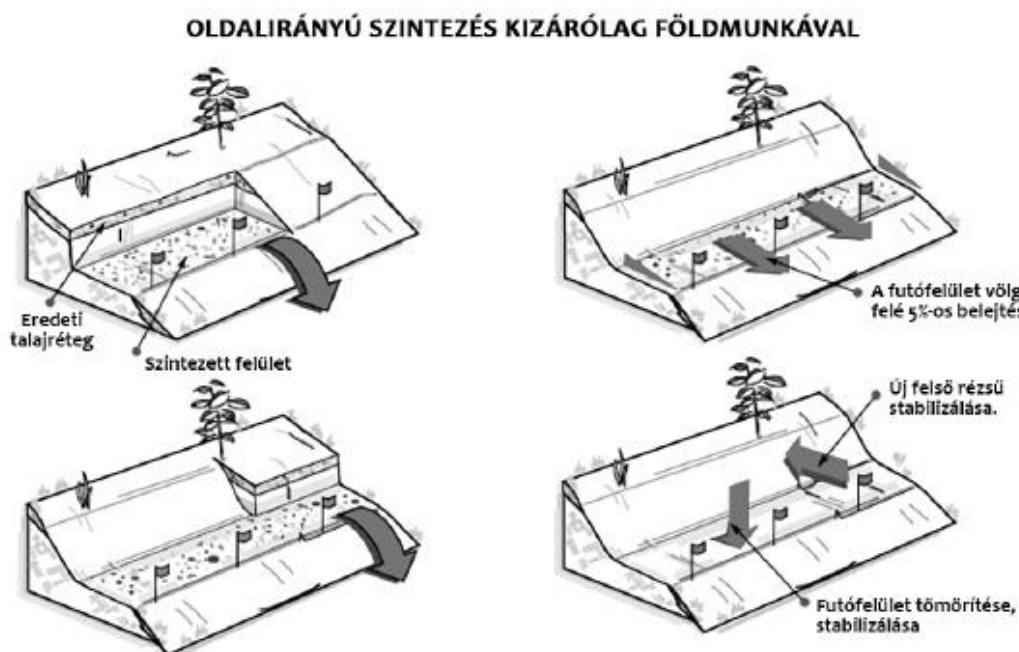 OLDALIRÁNYÚ SZINTEZÉS KIZÁRÓLAG FÖLDMUNKÁVAL
Eredeti
talajréteg
Szintezett felület
A futófelület völg
felé 5%-os belejtés
Új felső rézsű
stabilizálása.
Futófelület tömörítése,
stabilizálása